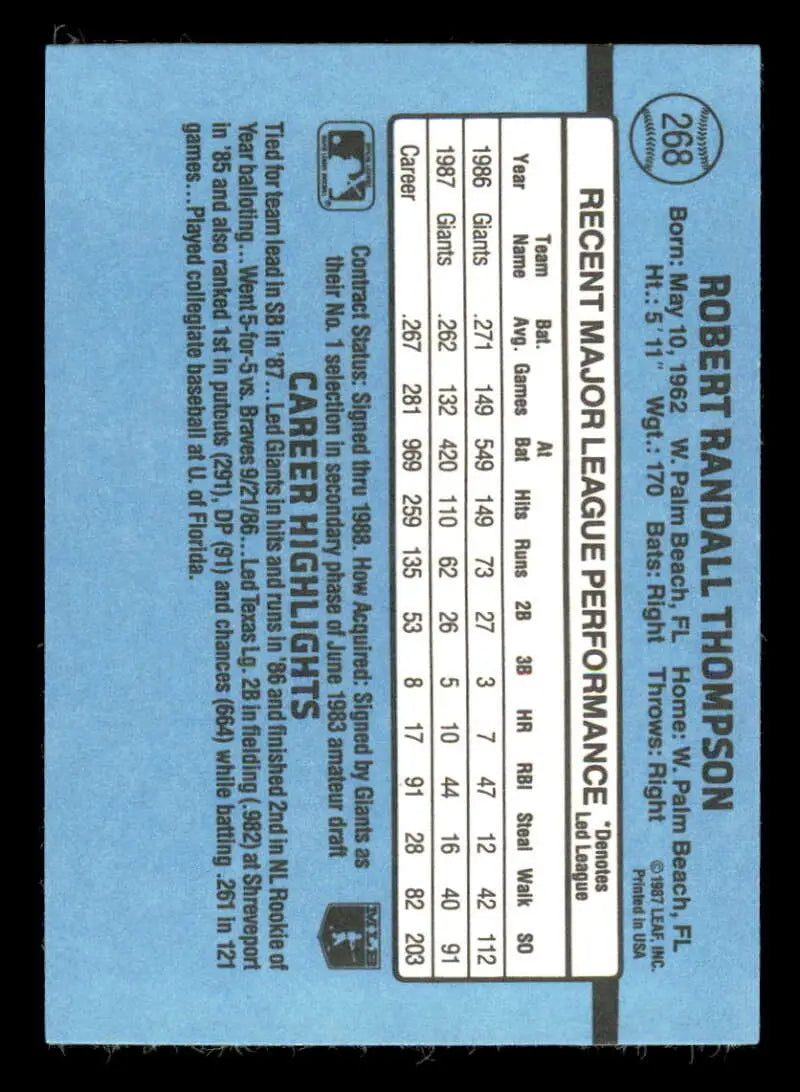 268
ROBERT RANDALL THOMPSON
Born: May 10, 1962 W. Palm Beach, FL Home: W. Palm Beach, FL
Ht.: 5' 11" Wgt.: 170 Bats: Right Throws: Right
©1987 LEAF, INC.
Printed in USA
RECENT MAJOR LEAGUE PERFORMANCE *Denotes Led League
Year Team Name Bat. Avg. Games At Bat Hits Runs 2B 3B HR RBI Steal Walk SO
1986 Giants .271 149 549 149 73 27 3 7 47 12 42 112
1987 Giants .262 132 420 110 62 26 5 10 44 16 40 91
Career .267 281 969 259 135 53 8 17 91 28 82 203
Contract Status: Signed thru 1988. How Acquired: Signed by Giants as
their No. 1 selection in secondary phase of June 1983 amateur draft
MLB
CAREER HIGHLIGHTS
Tied for team lead in SB in '87...Led Giants in hits and runs in '86 and finished 2nd in NL Rookie of
Year balloting...Went 5-for-5 vs. Braves 9/21/86...Led Texas Lg. 2B in fielding (.982) at Shreveport
in '85 and also ranked 1st in putouts (291), DP (91) and chances (664) while batting .261 in 121
games...Played collegiate baseball at U. of Florida.